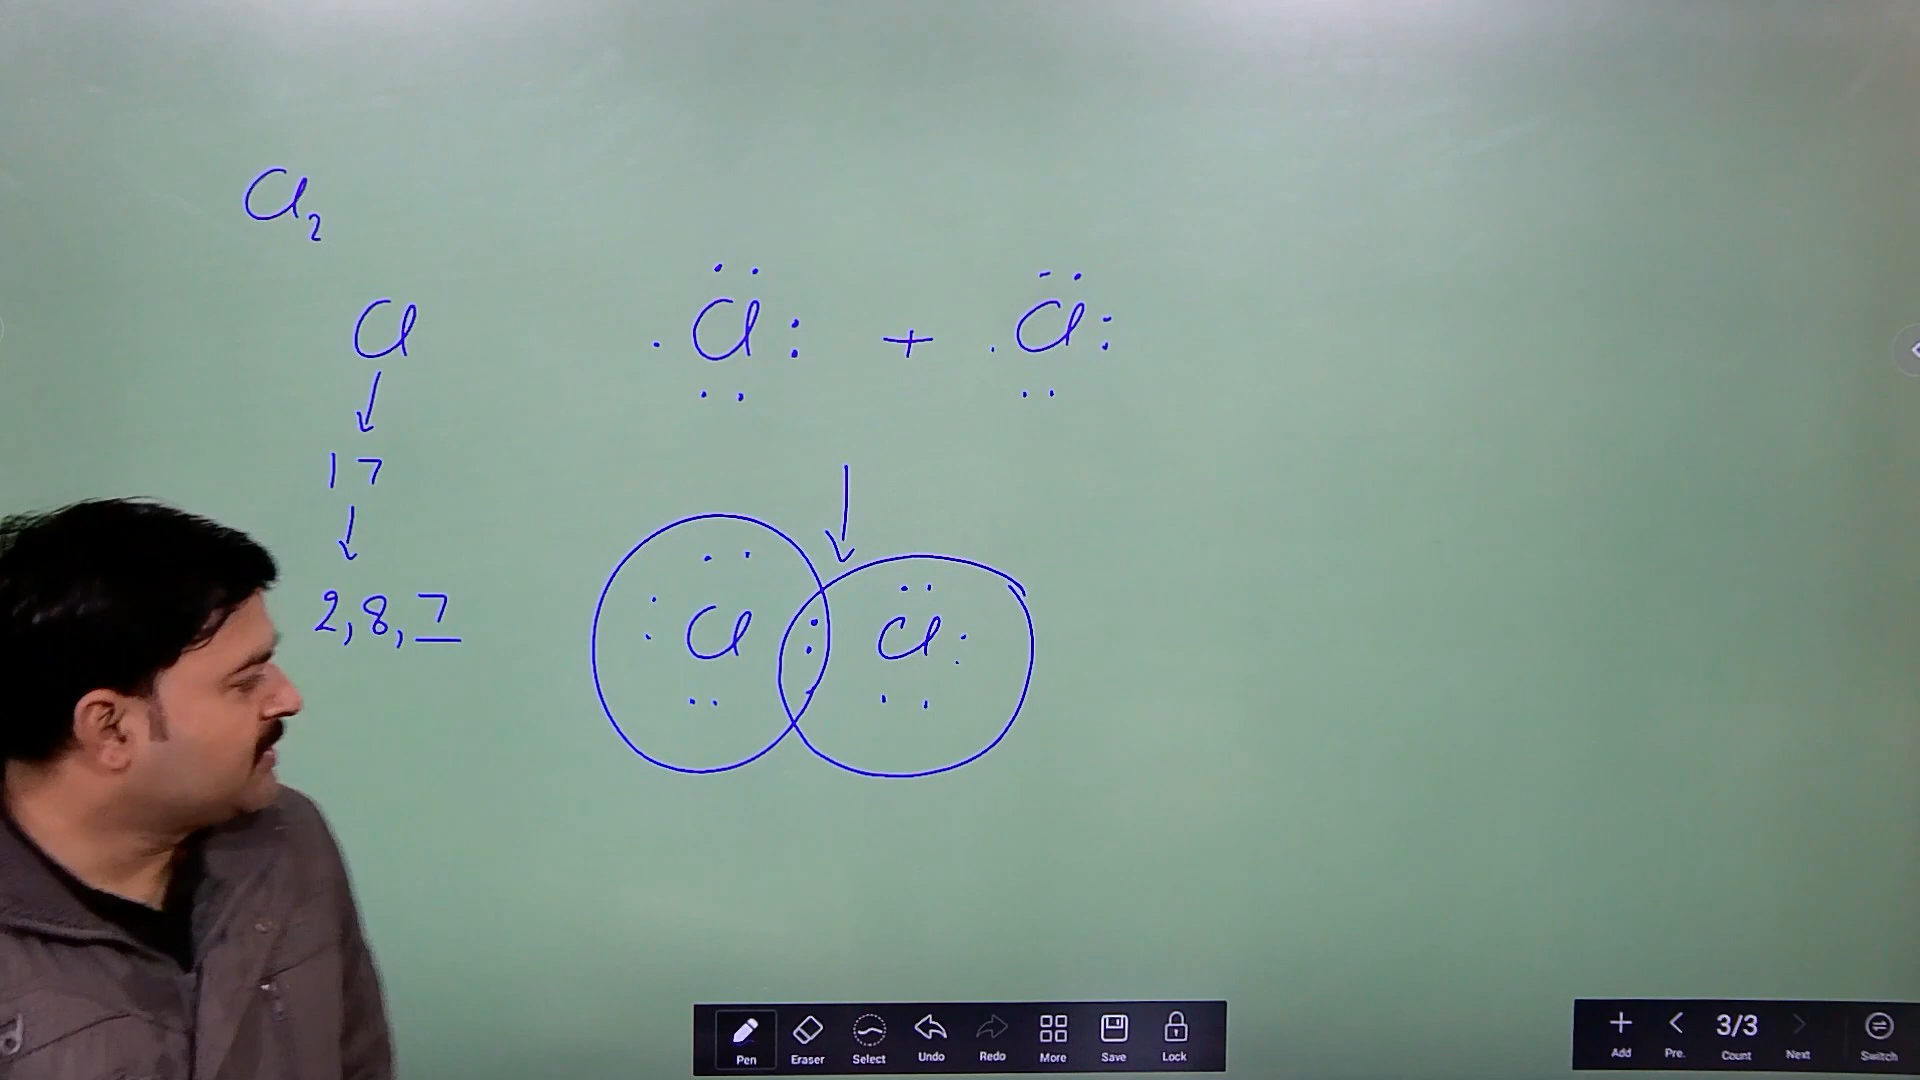 Cl₂
Cl
17
2, 8, 7
. Cl : + . Cl :
Cl : Cl :
Pen Eraser Select Undo Redo More Save Lock
3/3
Add Pre. Count Next Switch